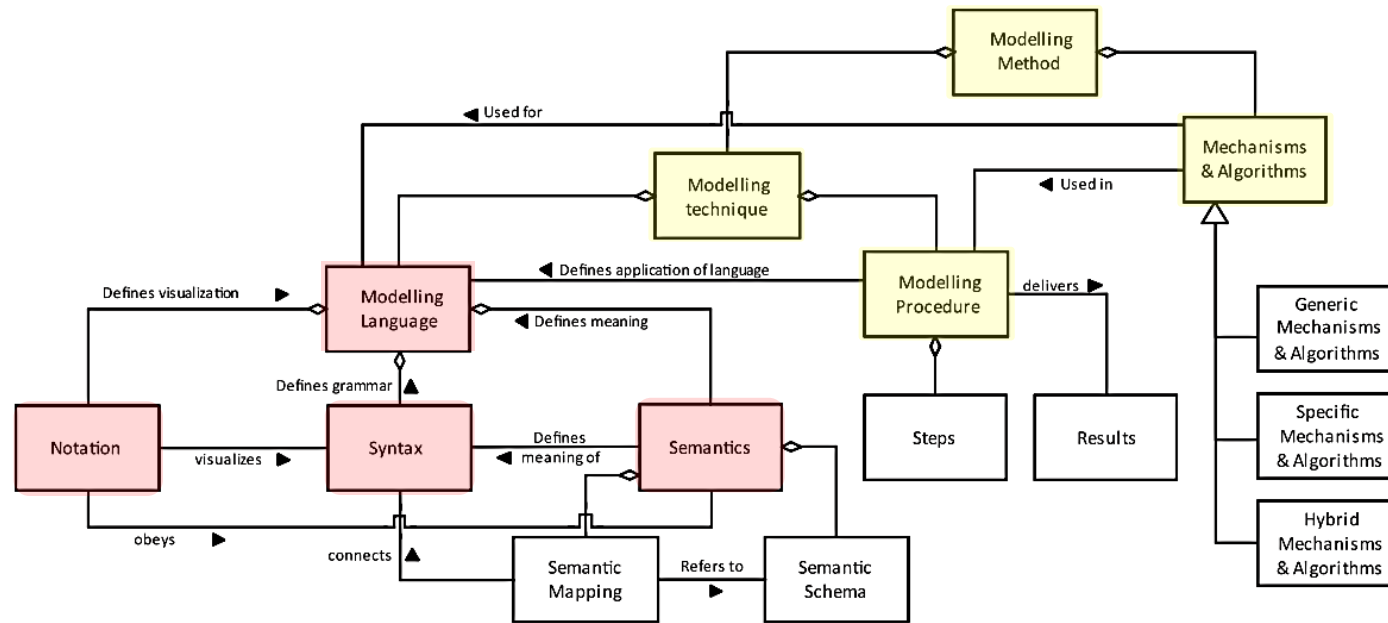 Modelling
Method
Used for
Mechanisms
& Algorithms
Modelling
technique
Used in
Defines application of language
Modelling
Procedure
delivers
Defines visualization
Modelling
Language
Defines meaning
Generic
Mechanisms
& Algorithms
Defines grammar
Notation
visualizes
Syntax
Defines
meaning of
Semantics
Steps
Results
Specific
Mechanisms
& Algorithms
obeys
connects
Semantic
Mapping
Refers to
Semantic
Schema
Hybrid
Mechanisms
& Algorithms